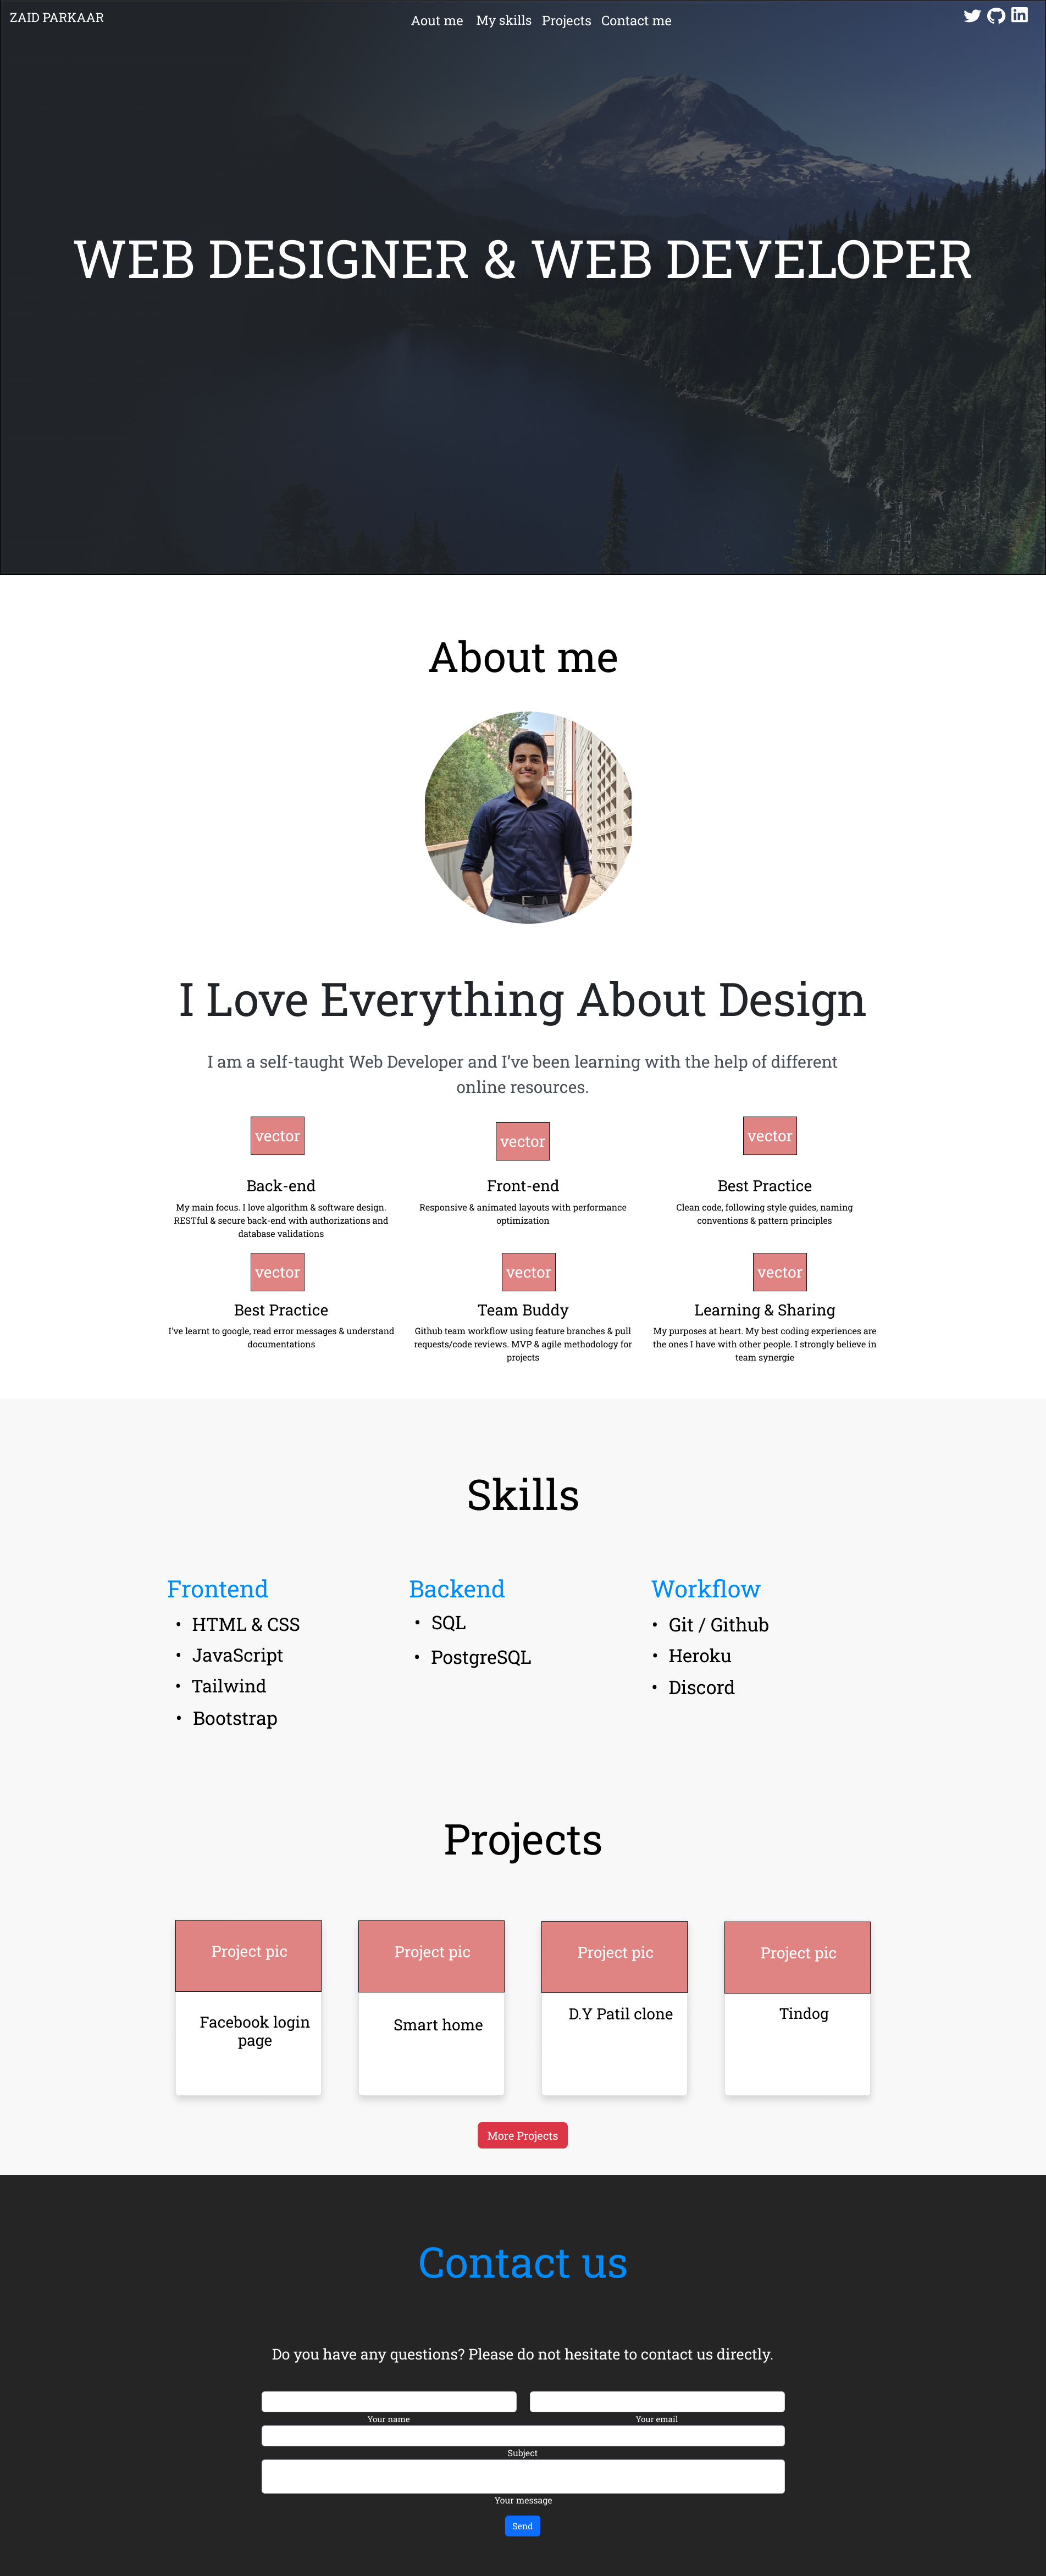 ZAID PARKAAR
Aout me My skills Projects Contact me
WEB DESIGNER & WEB DEVELOPER
About me
I Love Everything About Design
I am a self-taught Web Developer and I’ve been learning with the help of different
online resources.
vector
Back-end
My main focus. I love algorithm & software design.
RESTful & secure back-end with authorizations and
database validations
vector
Front-end
Responsive & animated layouts with performance
optimization
vector
Best Practice
Clean code, following style guides, naming
conventions & pattern principles
vector
Best Practice
I've learnt to google, read error messages & understand
documentations
vector
Team Buddy
Github team workflow using feature branches & pull
requests/code reviews. MVP & agile methodology for
projects
vector
Learning & Sharing
My purposes at heart. My best coding experiences are
the ones I have with other people. I strongly believe in
team synergie
Skills
Frontend
• HTML & CSS
• JavaScript
• Tailwind
• Bootstrap
Backend
• SQL
• PostgreSQL
Workflow
• Git / Github
• Heroku
• Discord
Projects
Project pic
Facebook login
page
Project pic
Smart home
Project pic
D.Y Patil clone
Project pic
Tindog
More Projects
Contact us
Do you have any questions? Please do not hesitate to contact us directly.
Your name
Your email
Subject
Your message
Send